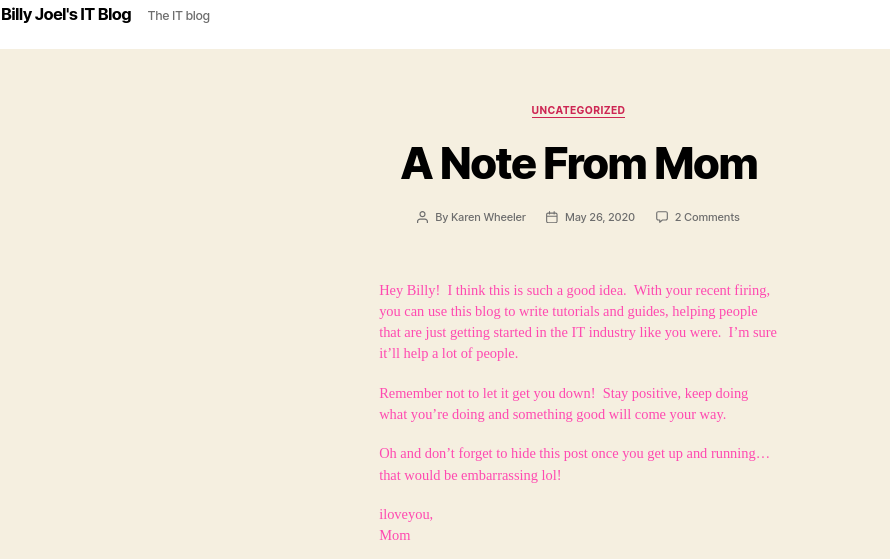 Billy Joel's IT Blog The IT blog
UNCATEGORIZED
A Note From Mom
By Karen Wheeler May 26, 2020 2 Comments
Hey Billy!  I think this is such a good idea.  With your recent firing,
you can use this blog to write tutorials and guides, helping people
that are just getting started in the IT industry like you were.  I’m sure
it’ll help a lot of people.
Remember not to let it get you down!  Stay positive, keep doing
what you’re doing and something good will come your way.
Oh and don’t forget to hide this post once you get up and running…
that would be embarrassing lol!
iloveyou,
Mom